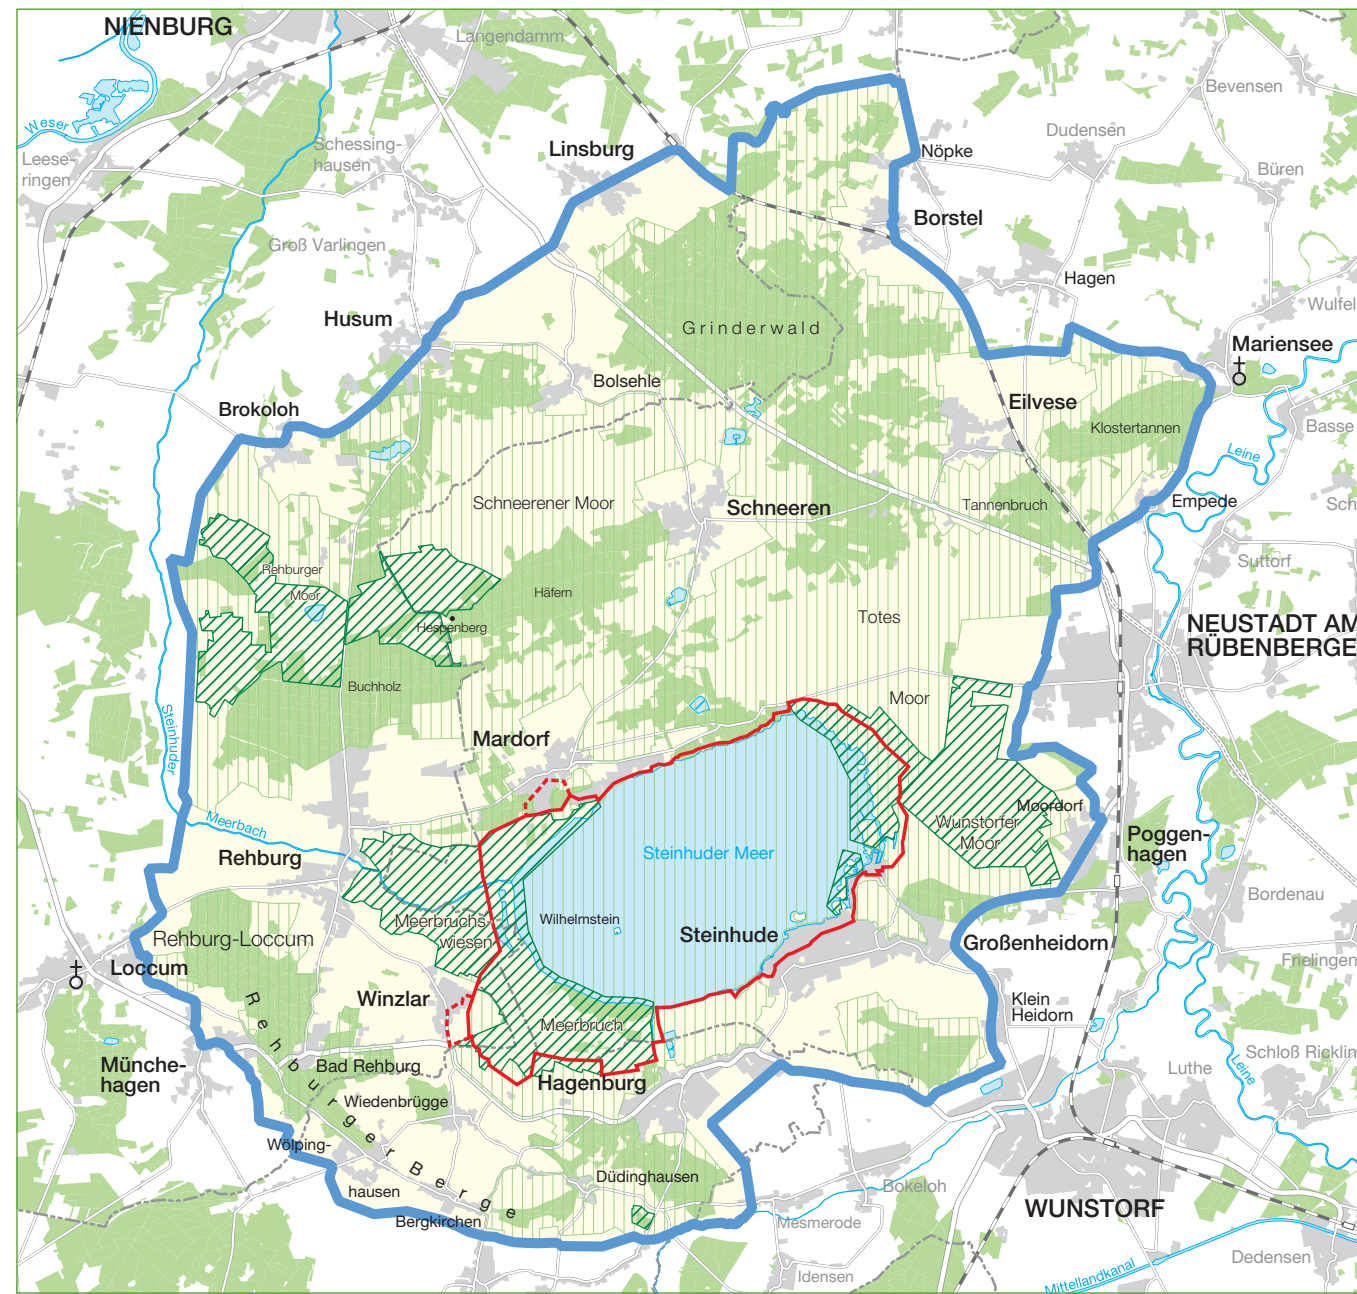 NIENBURG
Langendamm
Bevensen
Weser
Leese-
ringen
Schessing-
hausen
Linsburg
Nöpke
Dudensen
Büren
Borstel
Groß Varlingen
Hagen
Wulfel
Husum
Grinderwald
Mariensee
Bolsehle
Brokoloh
Eilvese
Klostertannen
Basse
Leine
Schneerener Moor
Schneeren
Tannenbruch
Empede
Sch
Suttorf
Rehburger
Moor
Häfern
Hespenberg
Totes
NEUSTADT AM
RÜBENBERGE
Buchholz
Moor
Steinhuder
Meerbach
Mardorf
Moordorf
Wunstorfer
Moor
Poggen-
hagen
Steinhuder Meer
Rehburg
Bordenau
Meerbruchs-
wiesen
Wilhelmstein
Steinhude
Großenheidorn
Rehburg-Loccum
Loccum
Frielingen
Winzlar
Klein
Heidorn
Meerbruch
Münche-
hagen
Bad Rehburg
Hagenburg
Luthe
Schloß Ricklin
Leine
Wiedenbrügge
Rehburger Berge
Wölping-
hausen
Düdinghausen
Bokeloh
Bergkirchen
Mesmerode
WUNSTORF
Idensen
Dedensen
Mittellandkanal